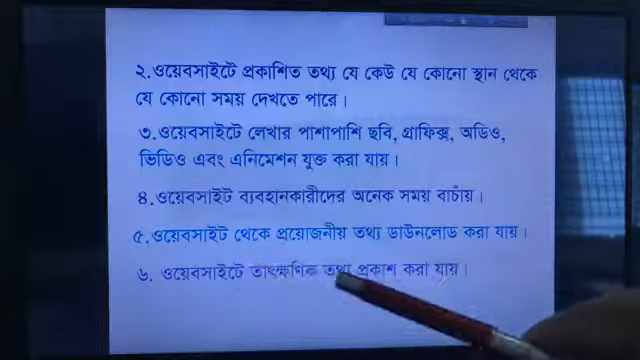 ২.ওয়েবসাইটে প্রকাশিত তথ্য যে কেউ যে কোনো স্থান থেকে
যে কোনো সময় দেখতে পারে।
৩.ওয়েবসাইটে লেখার পাশাপাশি ছবি, গ্রাফিক্স, অডিও,
ভিডিও এবং এনিমেশন যুক্ত করা যায়।
৪.ওয়েবসাইট ব্যবহানকারীদের অনেক সময় বাচাঁয়।
৫.ওয়েবসাইট থেকে প্রয়োজনীয় তথ্য ডাউনলোড করা যায়।
৬. ওয়েবসাইটে তাৎক্ষণিক তথ্য প্রকাশ করা যায়।